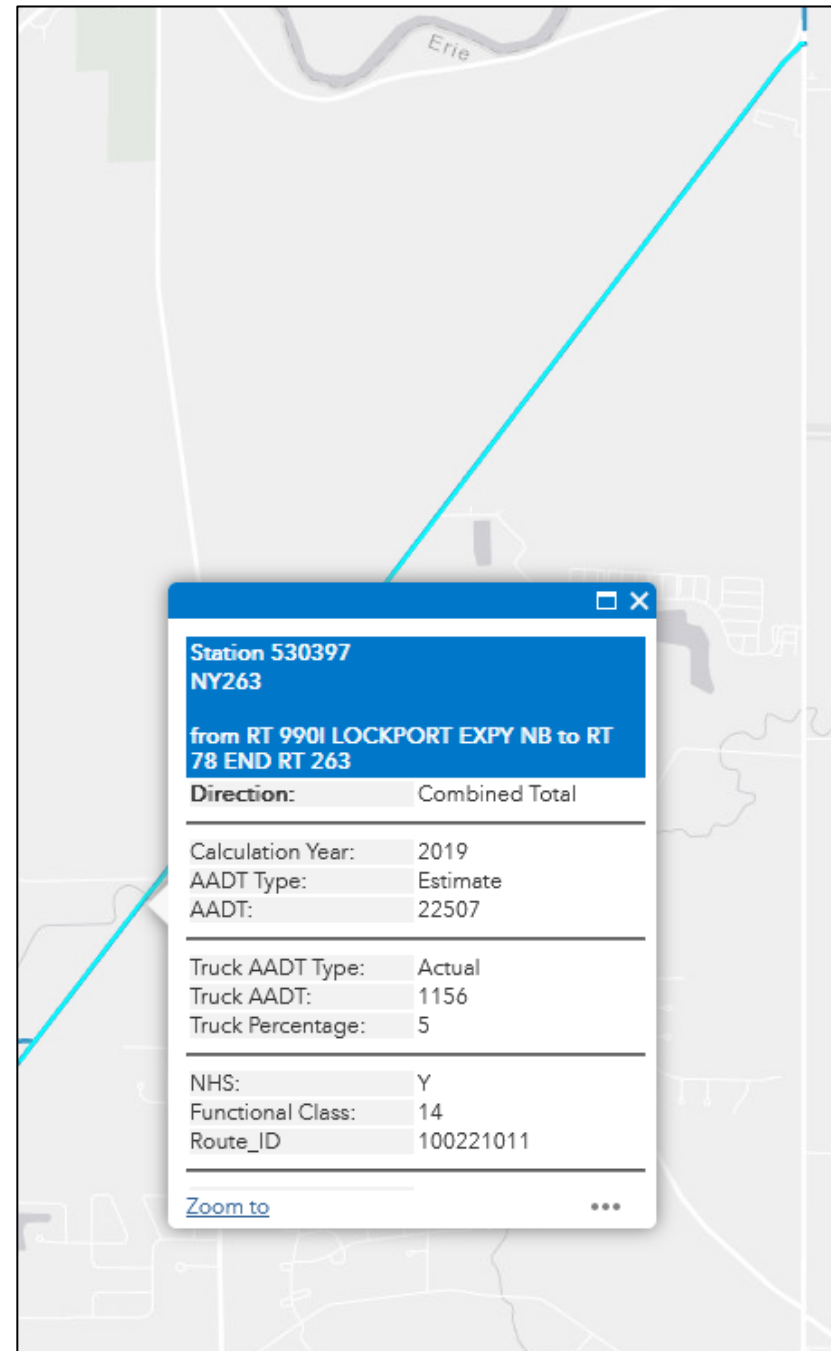 Erie
Station 530397
NY263
from RT 990I LOCKPORT EXPY NB to RT
78 END RT 263
Direction: Combined Total
Calculation Year: 2019
AADT Type: Estimate
AADT: 22507
Truck AADT Type: Actual
Truck AADT: 1156
Truck Percentage: 5
NHS: Y
Functional Class: 14
Route_ID 100221011
Zoom to